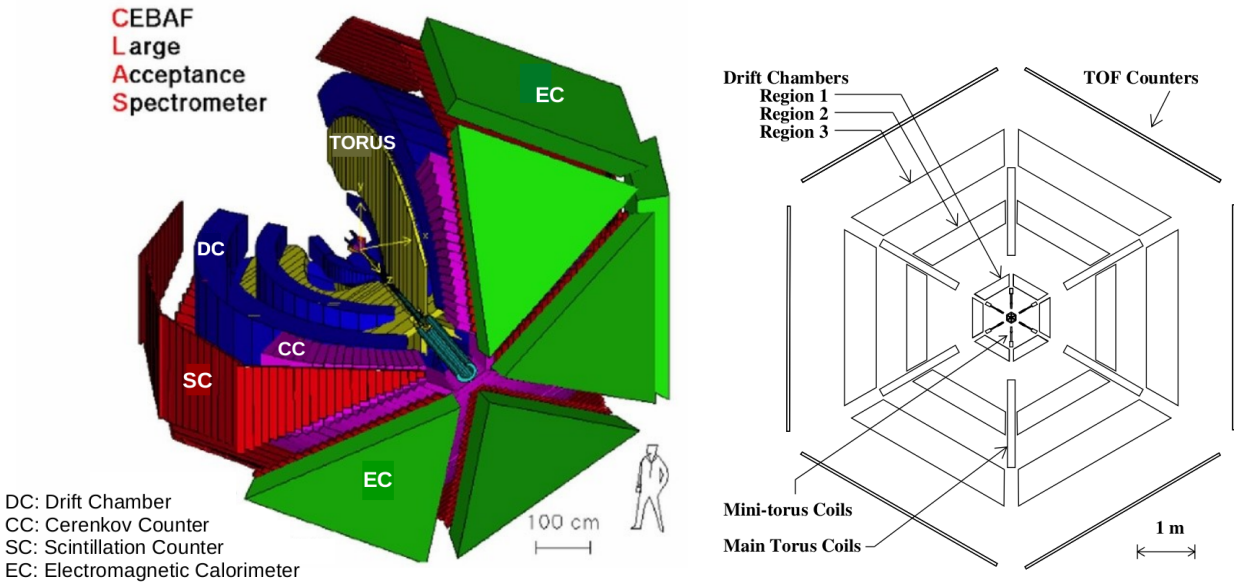 CEBAF
Large
Acceptance
Spectrometer
EC
TORUS
y
x
DC
CC
SC
EC
100 cm
DC: Drift Chamber
CC: Cerenkov Counter
SC: Scintillation Counter
EC: Electromagnetic Calorimeter
Drift Chambers
Region 1
Region 2
Region 3
TOF Counters
Mini-torus Coils
Main Torus Coils
1 m